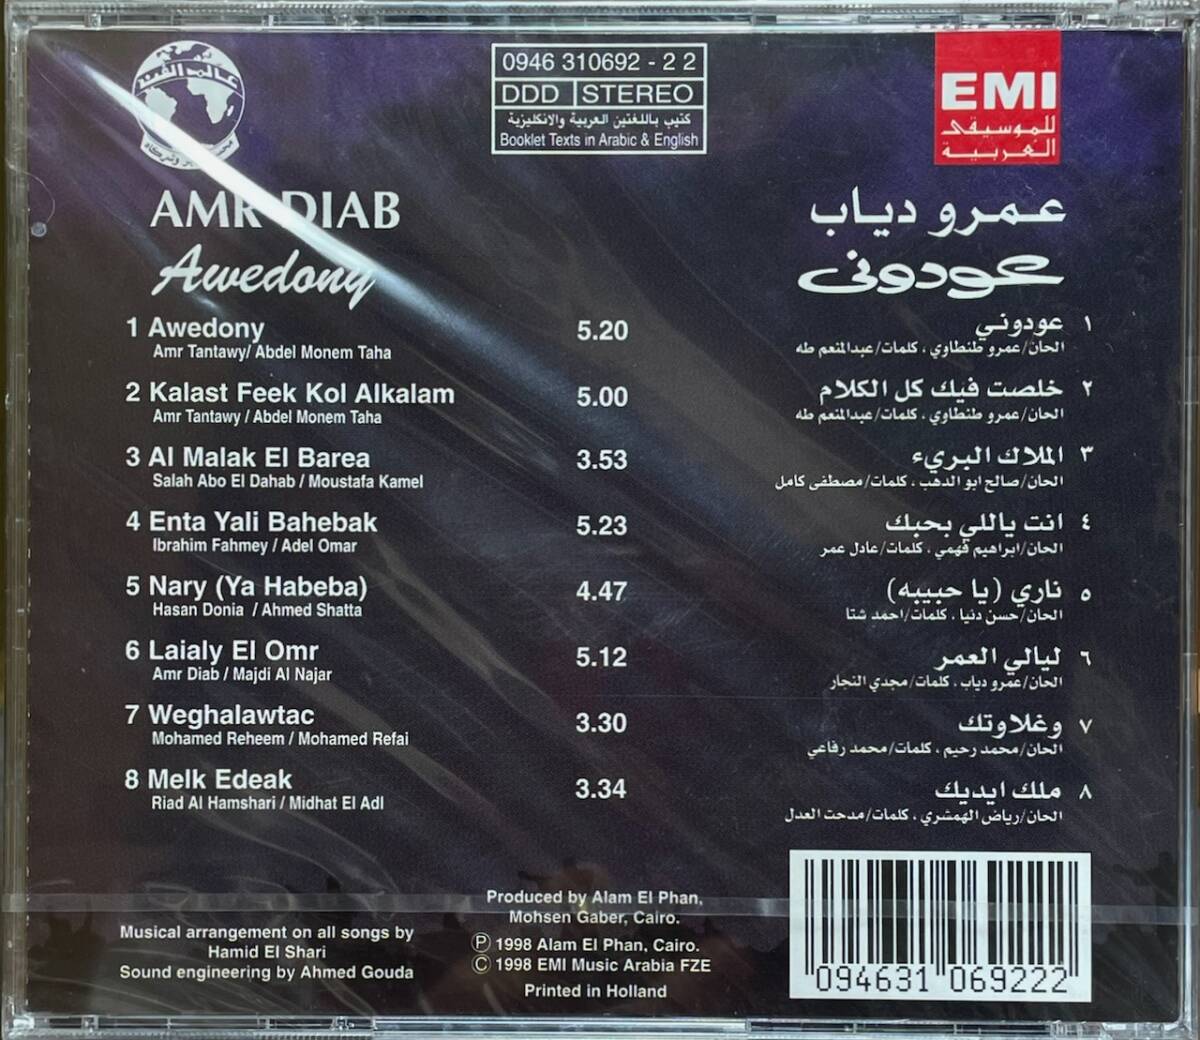 عالم الفن
0946 310692 - 2 2
DDD STEREO
كتيب باللغتين العربية والانكليزية
Booklet Texts in Arabic & English
EMI
للموسيقى
العربية
AMR DIAB
عمرو دياب
Awedony
عودونى
1 Awedony 5.20
Amr Tantawy/ Abdel Monem Taha
١ عودوني
الحان/عمرو طنطاوي ، كلمات/عبدالمنعم طه
2 Kalast Feek Kol Alkalam 5.00
Amr Tantawy / Abdel Monem Taha
٢ خلصت فيك كل الكلام
الحان/عمرو طنطاوي ، كلمات/عبدالمنعم طه
3 Al Malak El Barea 3.53
Salah Abo El Dahab / Moustafa Kamel
٣ الملاك البريء
الحان/صالح ابو الدهب ، كلمات/مصطفى كامل
4 Enta Yali Bahebak 5.23
Ibrahim Fahmey / Adel Omar
٤ انت ياللي بحبك
الحان/ابراهيم فهمي ، كلمات/عادل عمر
5 Nary (Ya Habeba) 4.47
Hasan Donia / Ahmed Shatta
٥ ناري (يا حبيبه)
الحان/حسن دنيا ، كلمات/احمد شتا
6 Laialy El Omr 5.12
Amr Diab / Majdi Al Najar
٦ ليالي العمر
الحان/عمرو دياب ، كلمات/مجدي النجار
7 Weghalawtac 3.30
Mohamed Reheem / Mohamed Refai
٧ وغلاوتك
الحان/محمد رحيم ، كلمات/محمد رفاعي
8 Melk Edeak 3.34
Riad Al Hamshari / Midhat El Adl
٨ ملك ايديك
الحان/رياض الهمشري ، كلمات/مدحت العدل
Musical arrangement on all songs by
Hamid El Shari
Sound engineering by Ahmed Gouda
Produced by Alam El Phan,
Mohsen Gaber, Cairo.
Ⓟ 1998 Alam El Phan, Cairo.
© 1998 EMI Music Arabia FZE
Printed in Holland
094631 069222